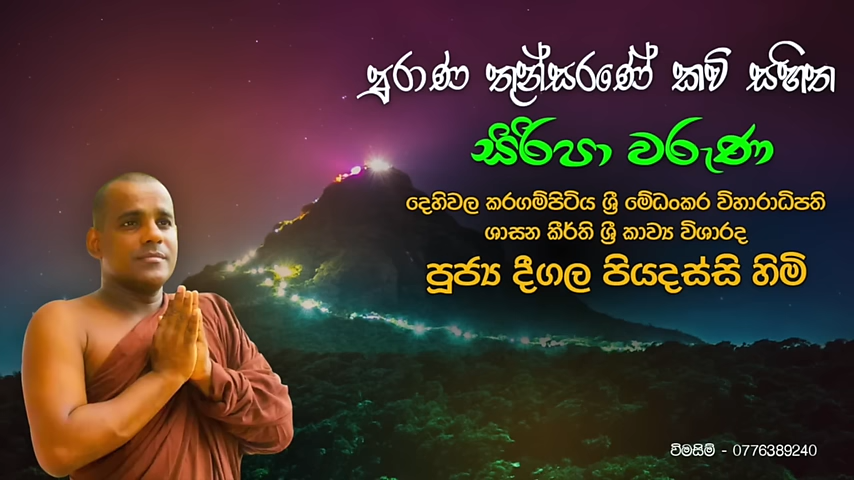 පුරාණ තුන්සරණේ කවි සහිත
සිරිපා වරුණ
දෙහිවල කරගම්පිටිය ශ්‍රී මේධංකර විහාරාධිපති
ශාසන කීර්ති ශ්‍රී කාව්‍ය විශාරද
පූජ්‍ය දීගල පියදස්සි හිමි
විමසිම් - 0776389240